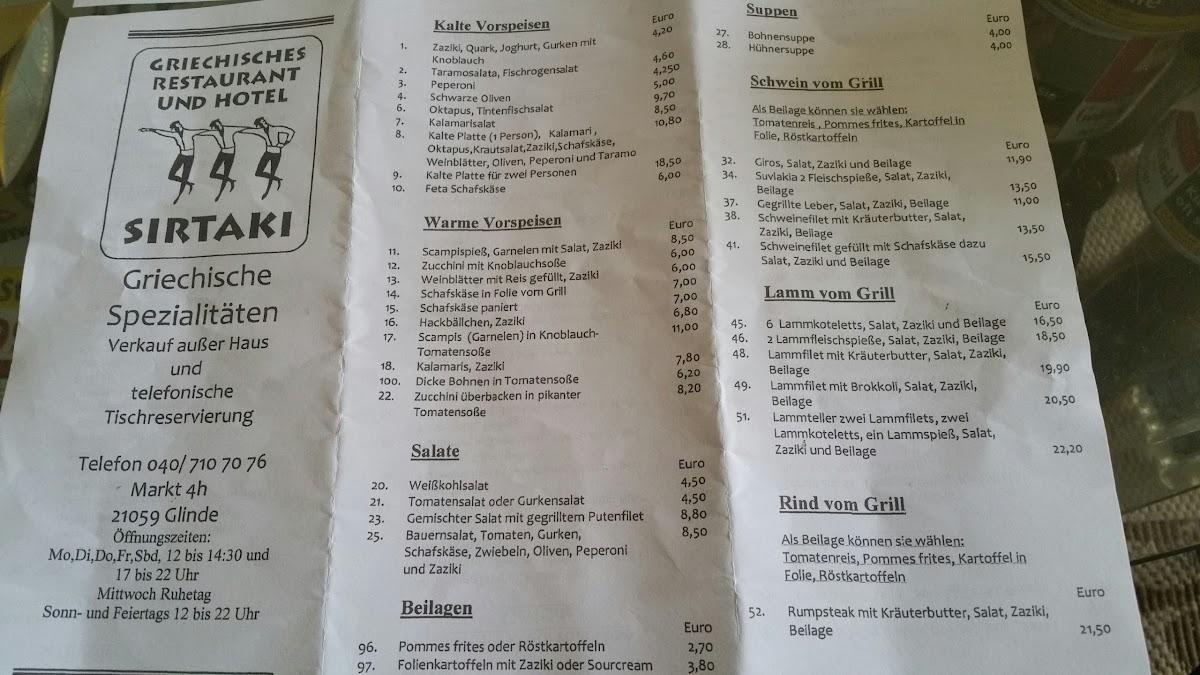 GRIECHISCHES
RESTAURANT
UND HOTEL
SIRTAKI
Griechische
Spezialitäten
Verkauf außer Haus
und
telefonische
Tischreservierung
Telefon 040/ 710 70 76
Markt 4h
21059 Glinde
Öffnungszeiten:
Mo,Di,Do,Fr,Sbd, 12 bis 14:30 und
17 bis 22 Uhr
Mittwoch Ruhetag
Sonn- und Feiertags 12 bis 22 Uhr
Kalte Vorspeisen Euro
1. Zaziki, Quark, Joghurt, Gurken mit 4,20
Knoblauch
2. Taramosalata, Fischrogensalat 4,60
3. Peperoni 4,250
4. Schwarze Oliven 5,00
6. Oktapus, Tintenfischsalat 9,70
7. Kalamarisalat 8,50
8. Kalte Platte (1 Person), Kalamari , 10,80
Oktapus,Krautsalat,Zaziki,Schafskäse,
Weinblätter, Oliven, Peperoni und Taramo
9. Kalte Platte für zwei Personen 18,50
10. Feta Schafskäse 6,00
Warme Vorspeisen Euro
11. Scampispieß, Garnelen mit Salat, Zaziki 8,50
12. Zucchini mit Knoblauchsoße 6,00
13. Weinblätter mit Reis gefüllt, Zaziki 6,00
14. Schafskäse in Folie vom Grill 7,00
15. Schafskäse paniert 7,00
16. Hackbällchen, Zaziki 6,80
17. Scampis (Garnelen) in Knoblauch- 11,00
Tomatensoße
18. Kalamaris, Zaziki 7,80
100. Dicke Bohnen in Tomatensoße 6,20
22. Zucchini überbacken in pikanter 8,20
Tomatensoße
Salate
Euro
20. Weißkohlsalat 4,50
21. Tomatensalat oder Gurkensalat 4,50
23. Gemischter Salat mit gegrilltem Putenfilet 8,80
25. Bauernsalat, Tomaten, Gurken, 8,50
Schafskäse, Zwiebeln, Oliven, Peperoni
und Zaziki
Beilagen
Euro
96. Pommes frites oder Röstkartoffeln 2,70
97. Folienkartoffeln mit Zaziki oder Sourcream 3,80
Suppen
Euro
27. Bohnensuppe 4,00
28. Hühnersuppe 4,00
Schwein vom Grill
Als Beilage können sie wählen:
Tomatenreis , Pommes frites, Kartoffel in
Folie, Röstkartoffeln
Euro
32. Giros, Salat, Zaziki und Beilage 11,90
34. Suvlakia 2 Fleischspieße, Salat, Zaziki,
Beilage 13,50
37. Gegrillte Leber, Salat, Zaziki, Beilage 11,00
38. Schweinefilet mit Kräuterbutter, Salat,
Zaziki, Beilage 13,50
41. Schweinefilet gefüllt mit Schafskäse dazu
Salat, Zaziki und Beilage 15,50
Lamm vom Grill
Euro
45. 6 Lammkoteletts, Salat, Zaziki und Beilage 16,50
46. 2 Lammfleischspieße, Salat, Zaziki, Beilage 18,50
48. Lammfilet mit Kräuterbutter, Salat, Zaziki,
Beilage 19,90
49. Lammfilet mit Brokkoli, Salat, Zaziki,
Beilage 20,50
51. Lammteller zwei Lammfilets, zwei
Lammkoteletts, ein Lammspieß, Salat,
Zaziki und Beilage 22,20
Rind vom Grill
Als Beilage können sie wählen:
Tomatenreis, Pommes frites, Kartoffel in
Folie, Röstkartoffeln
Euro
52. Rumpsteak mit Kräuterbutter, Salat, Zaziki,
Beilage 21,50